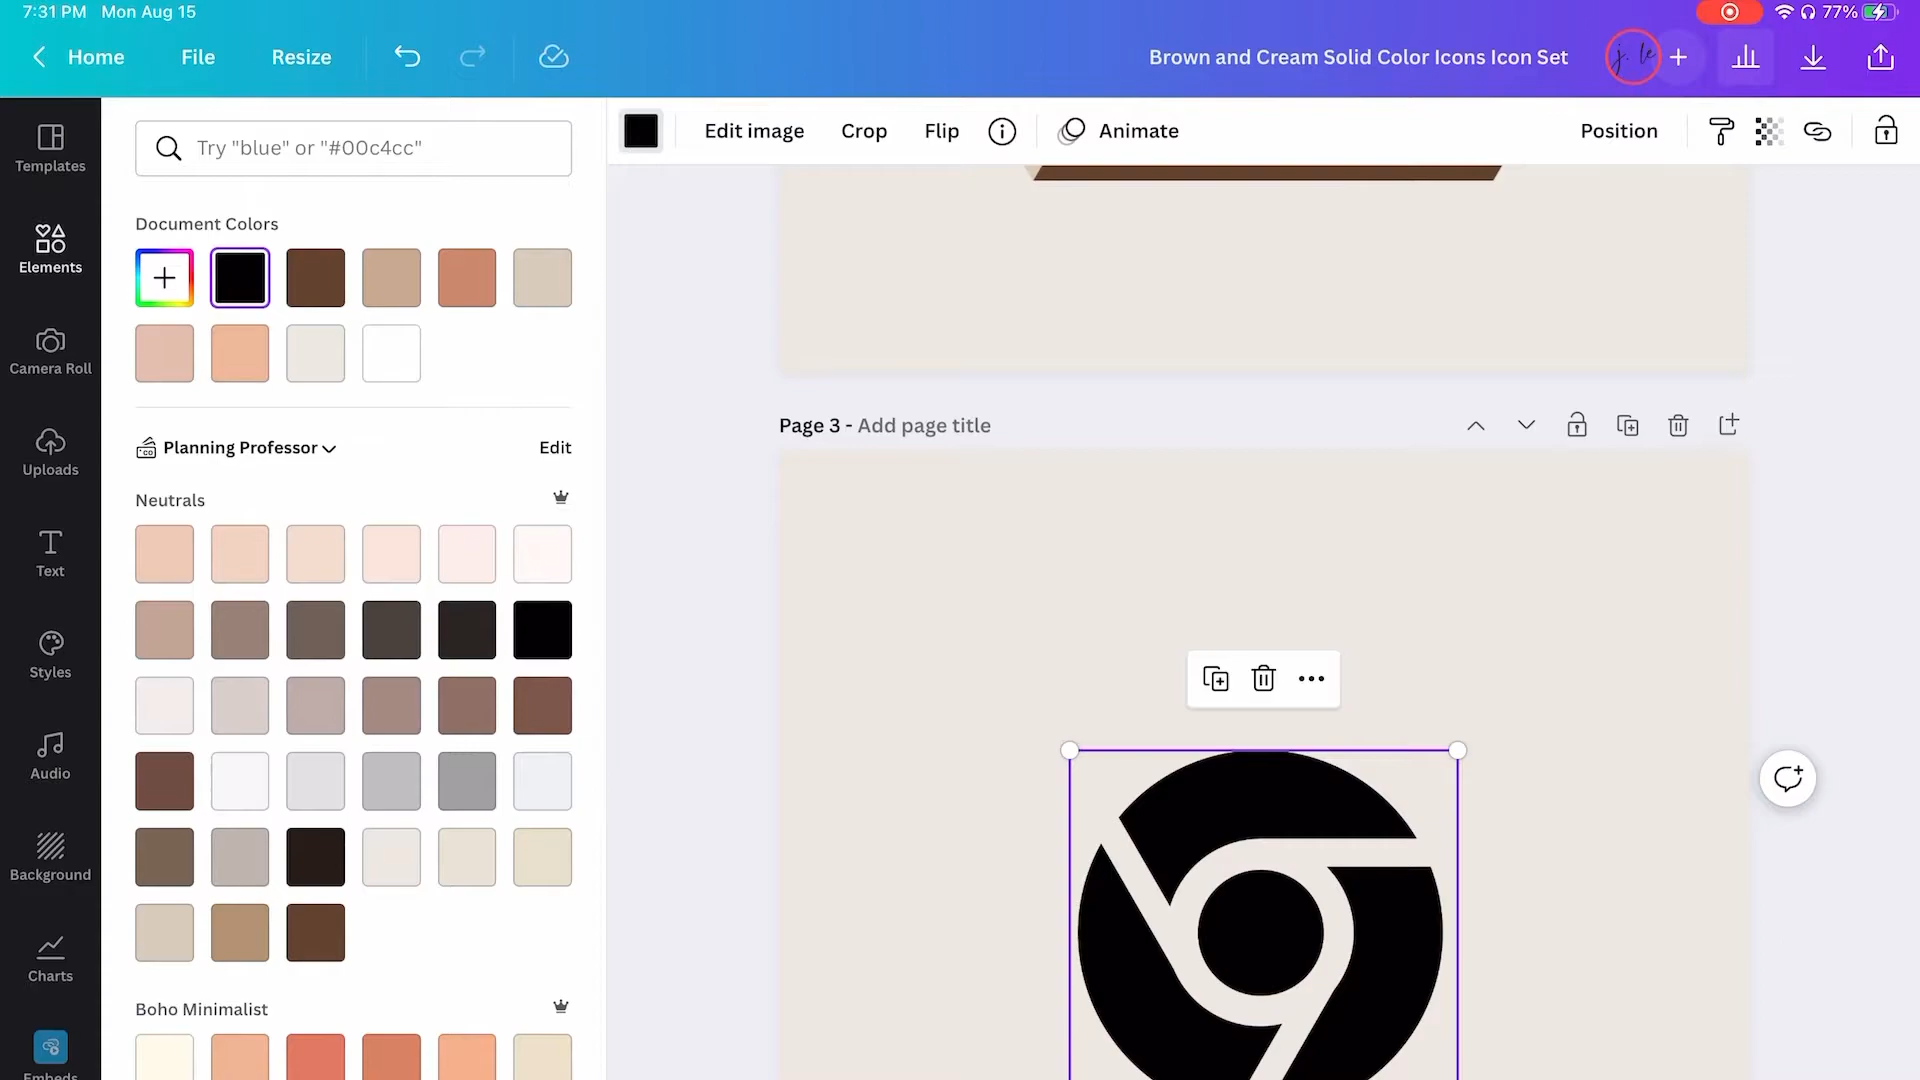 7:31 PM Mon Aug 15
77%
Home File Resize
Brown and Cream Solid Color Icons Icon Set
j. le
Templates
Elements
Camera Roll
Uploads
Text
Styles
Audio
Background
Charts
Embeds
Try "blue" or "#00c4cc"
Document Colors
Planning Professor
Edit
Neutrals
Boho Minimalist
Edit image Crop Flip Animate Position
Page 3 - Add page title